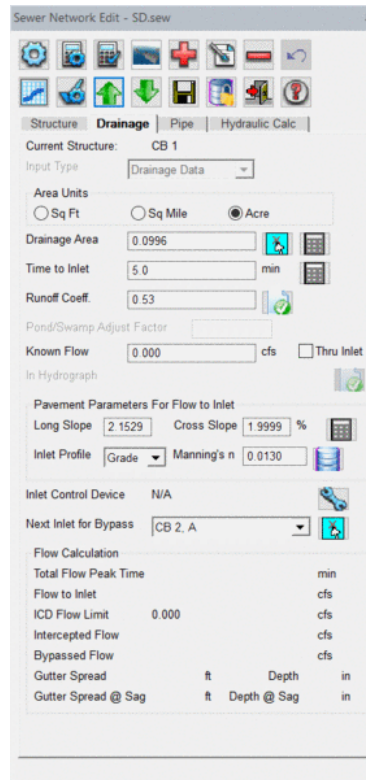 Sewer Network Edit - SD.sew
Structure Drainage Pipe Hydraulic Calc
Current Structure: CB 1
Input Type Drainage Data
Area Units
Sq Ft Sq Mile Acre
Drainage Area 0.0996
Time to Inlet 5.0 min
Runoff Coeff. 0.53
Pond/Swamp Adjust Factor
Known Flow 0.000 cfs Thru Inlet
In Hydrograph
Pavement Parameters For Flow to Inlet
Long Slope 2.1529 Cross Slope 1.9999 %
Inlet Profile Grade Manning's n 0.0130
Inlet Control Device N/A
Next Inlet for Bypass CB 2, A
Flow Calculation
Total Flow Peak Time min
Flow to Inlet cfs
ICD Flow Limit 0.000 cfs
Intercepted Flow cfs
Bypassed Flow cfs
Gutter Spread ft Depth in
Gutter Spread @ Sag ft Depth @ Sag in